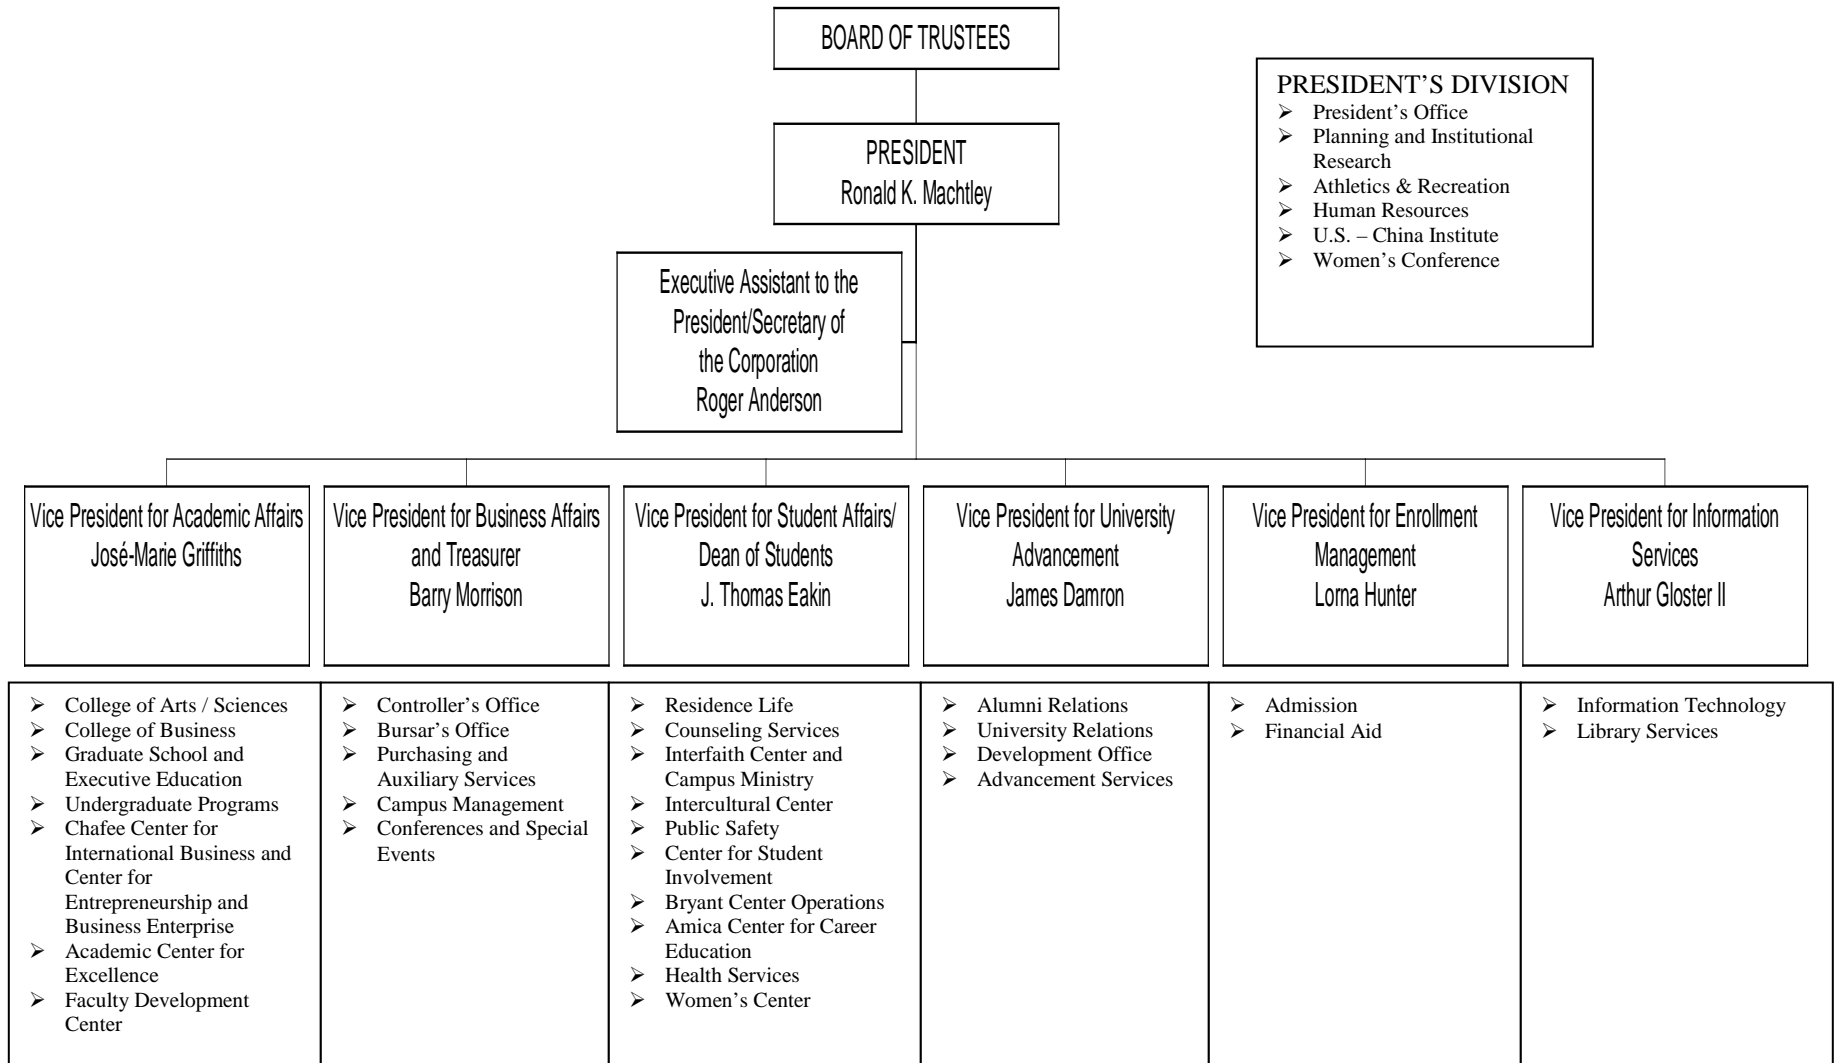 BOARD OF TRUSTEES
PRESIDENT
Ronald K. Machtley
PRESIDENT’S DIVISION
➢ President’s Office
➢ Planning and Institutional
Research
➢ Athletics & Recreation
➢ Human Resources
➢ U.S. – China Institute
➢ Women’s Conference
Executive Assistant to the
President/Secretary of
the Corporation
Roger Anderson
Vice President for Academic Affairs
José-Marie Griffiths
Vice President for Business Affairs
and Treasurer
Barry Morrison
Vice President for Student Affairs/
Dean of Students
J. Thomas Eakin
Vice President for University
Advancement
James Damron
Vice President for Enrollment
Management
Lorna Hunter
Vice President for Information
Services
Arthur Gloster II
➢ College of Arts / Sciences
➢ College of Business
➢ Graduate School and
Executive Education
➢ Undergraduate Programs
➢ Chafee Center for
International Business and
Center for
Entrepreneurship and
Business Enterprise
➢ Academic Center for
Excellence
➢ Faculty Development
Center
➢ Controller’s Office
➢ Bursar’s Office
➢ Purchasing and
Auxiliary Services
➢ Campus Management
➢ Conferences and Special
Events
➢ Residence Life
➢ Counseling Services
➢ Interfaith Center and
Campus Ministry
➢ Intercultural Center
➢ Public Safety
➢ Center for Student
Involvement
➢ Bryant Center Operations
➢ Amica Center for Career
Education
➢ Health Services
➢ Women’s Center
➢ Alumni Relations
➢ University Relations
➢ Development Office
➢ Advancement Services
➢ Admission
➢ Financial Aid
➢ Information Technology
➢ Library Services